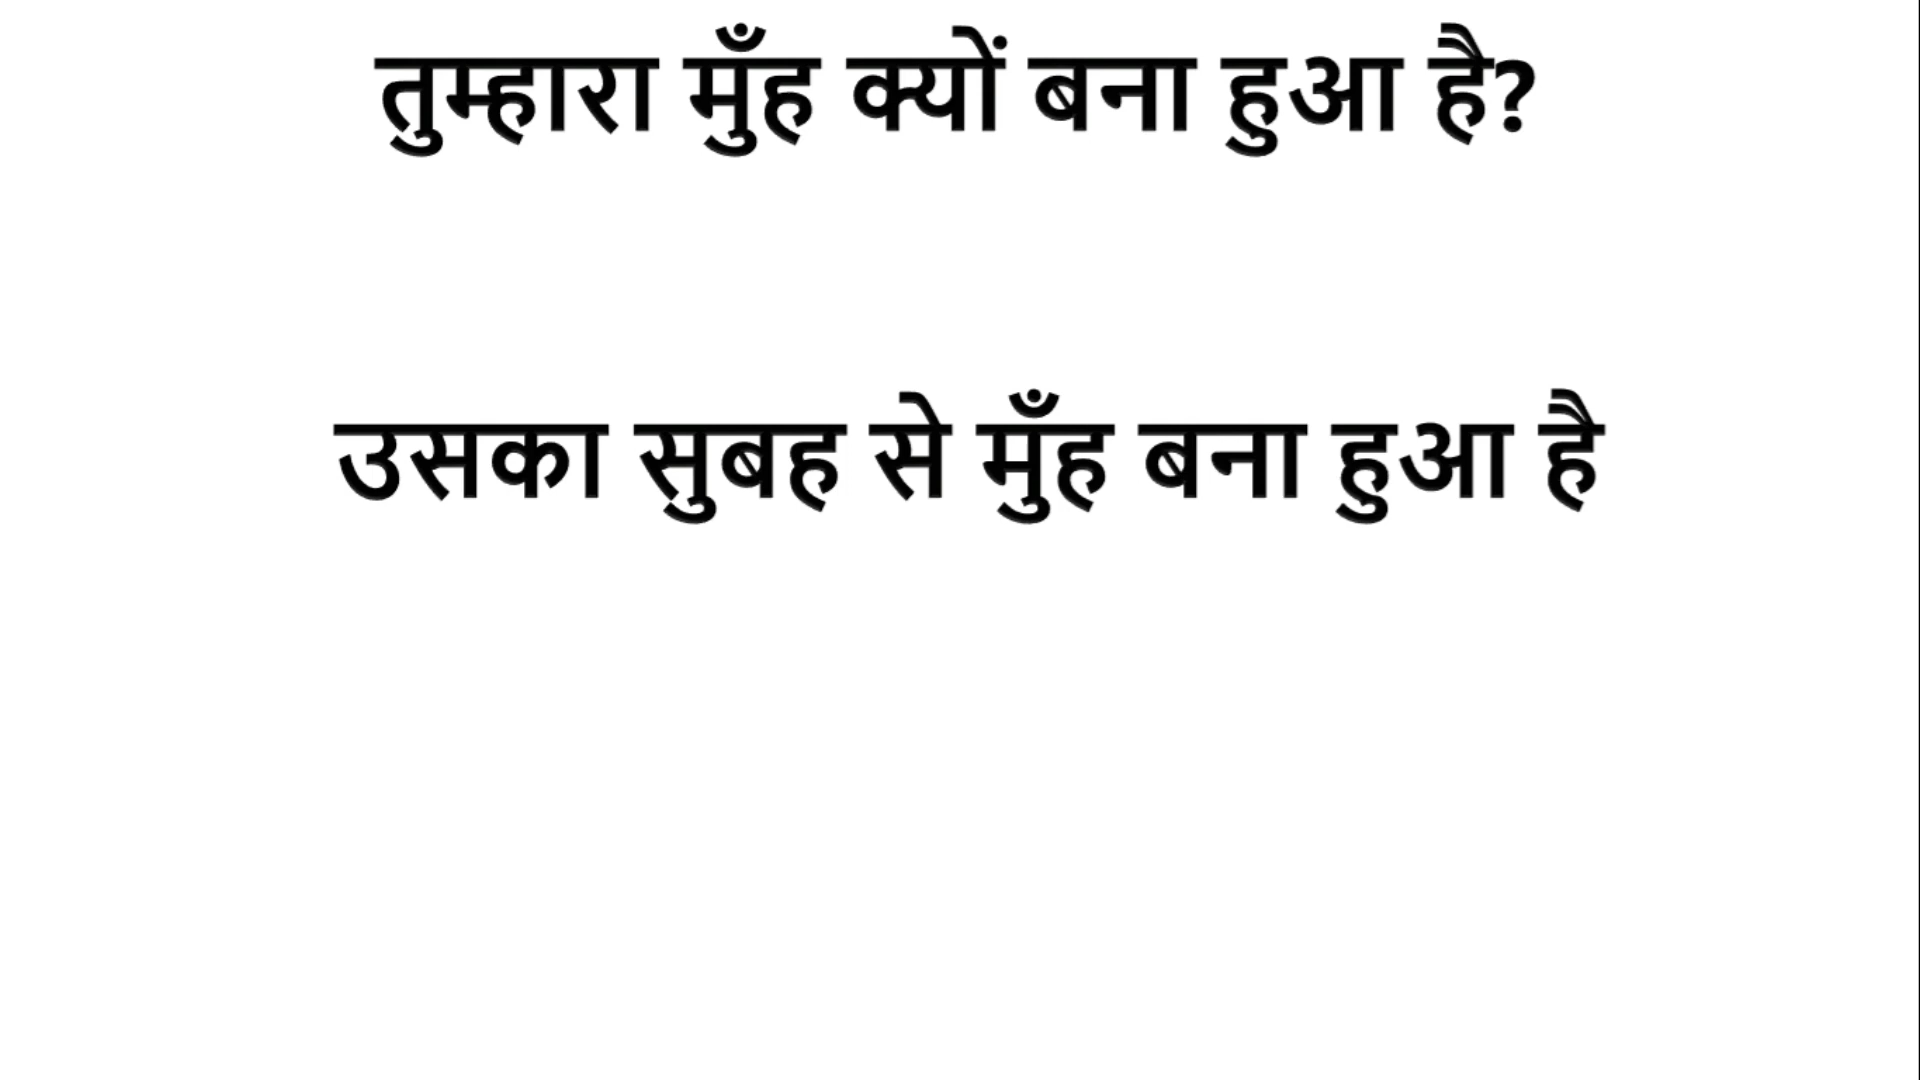 तुम्हारा मुँह क्यों बना हुआ है?
उसका सुबह से मुँह बना हुआ है